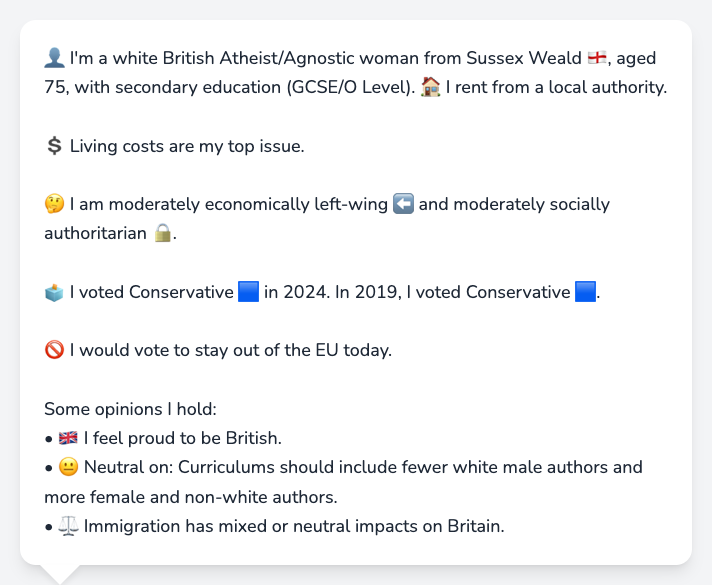 👤 I'm a white British Atheist/Agnostic woman from Sussex Weald 🏴󠁧󠁢󠁥󠁮󠁧󠁿, aged
75, with secondary education (GCSE/O Level). 🏠 I rent from a local authority.
💲 Living costs are my top issue.
🤔 I am moderately economically left-wing ⬅️ and moderately socially
authoritarian 🔒.
🗳️ I voted Conservative 🟦 in 2024. In 2019, I voted Conservative 🟦.
🚫 I would vote to stay out of the EU today.
Some opinions I hold:
• 🇬🇧 I feel proud to be British.
• 😐 Neutral on: Curriculums should include fewer white male authors and
more female and non-white authors.
• ⚖️ Immigration has mixed or neutral impacts on Britain.